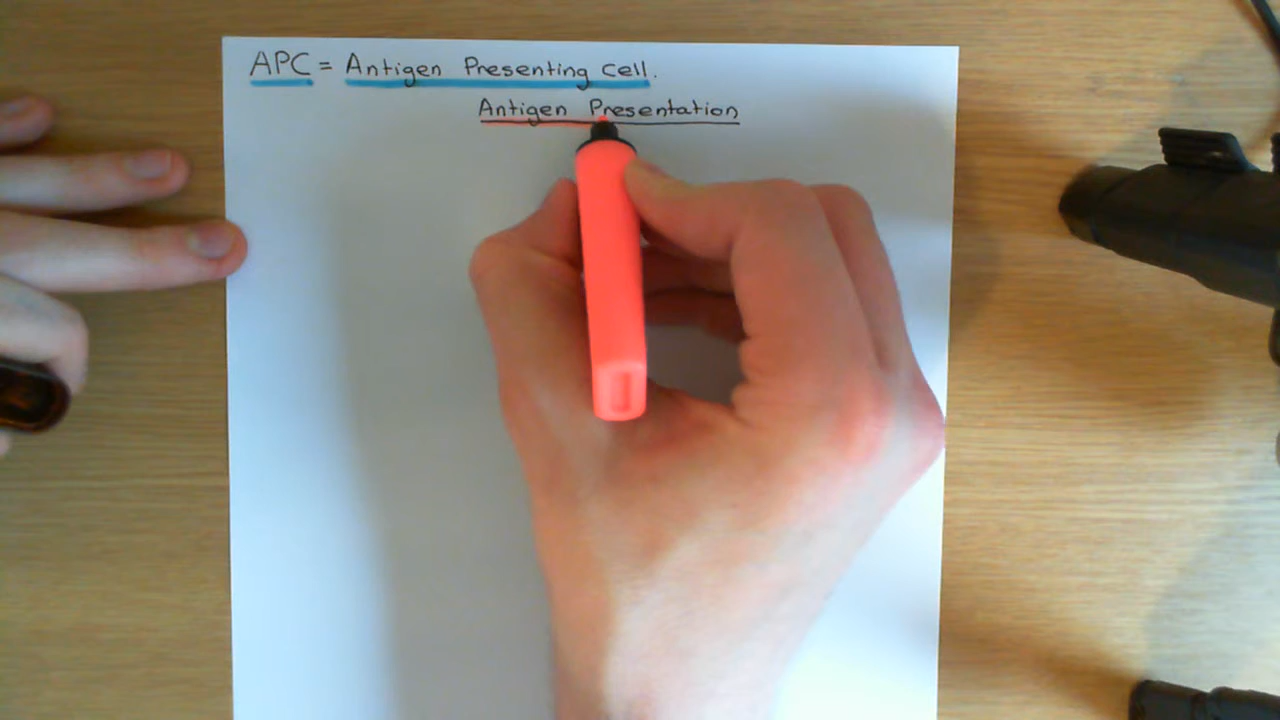 APC = Antigen Presenting Cell.
Antigen Presentation